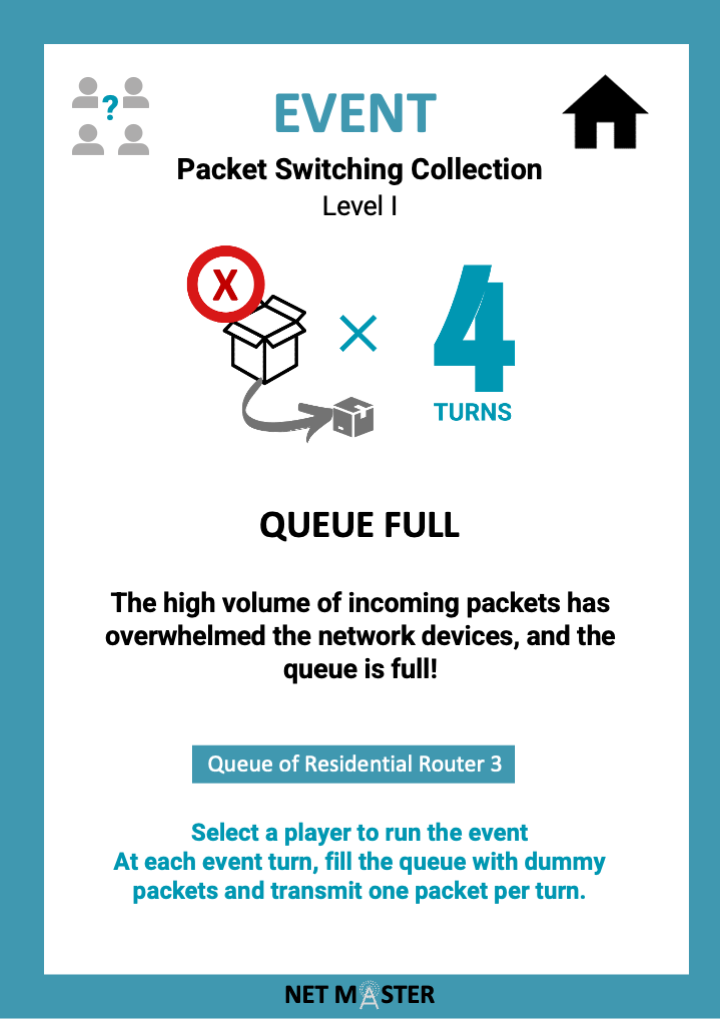 ?
EVENT
Packet Switching Collection
Level I
X
× 4
TURNS
QUEUE FULL
The high volume of incoming packets has
overwhelmed the network devices, and the
queue is full!
Queue of Residential Router 3
Select a player to run the event
At each event turn, fill the queue with dummy
packets and transmit one packet per turn.
NET MASTER